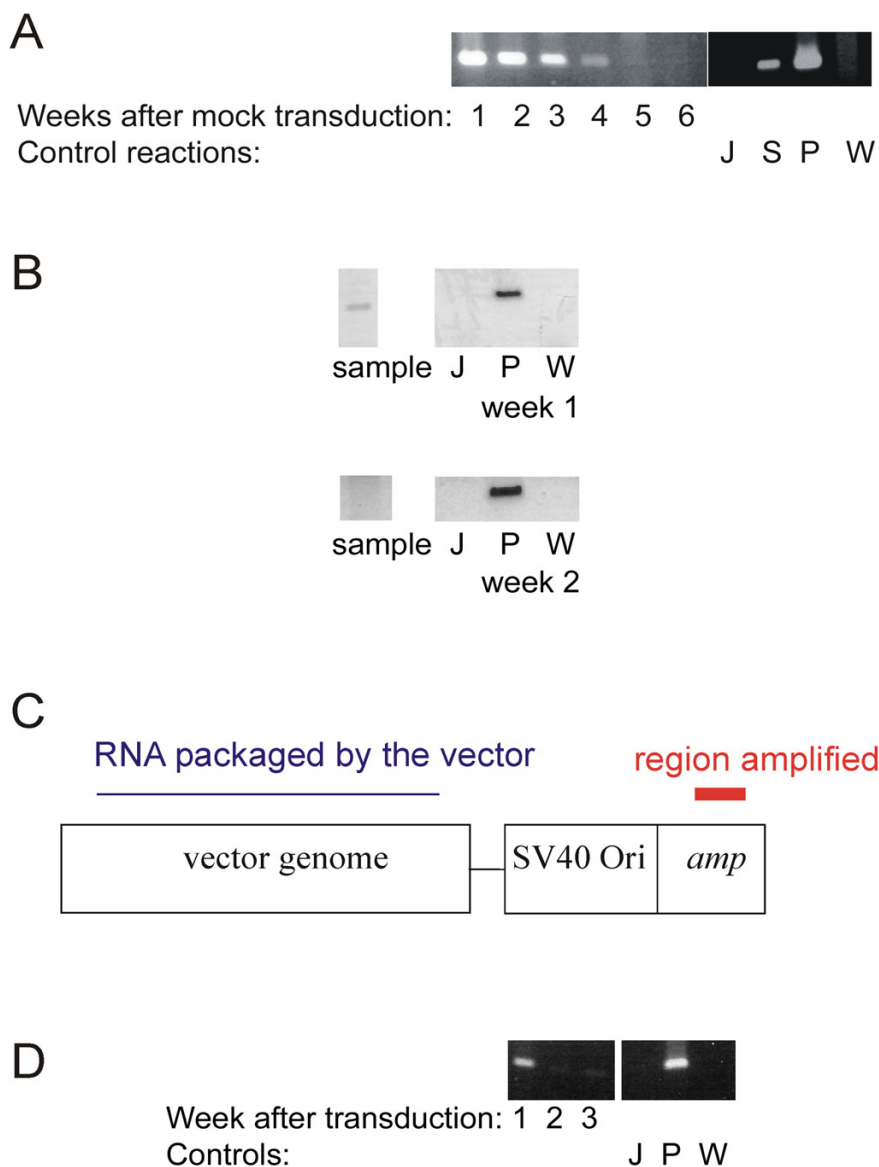 A
Weeks after mock transduction: 1 2 3 4 5 6
Control reactions: J S P W
B
sample J P W
week 1
sample J P W
week 2
C
RNA packaged by the vector
region amplified
vector genome
SV40 Ori
amp
D
Week after transduction: 1 2 3
Controls: J P W